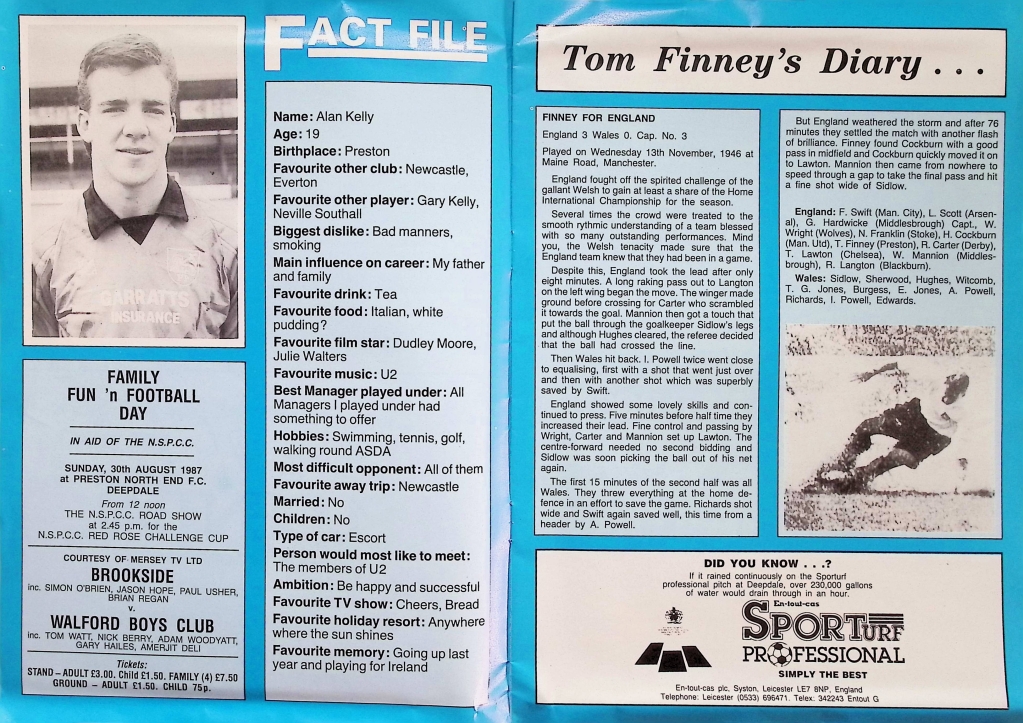 FACT FILE
GARRATTS
INSURANCE
FAMILY
FUN 'n FOOTBALL
DAY
IN AID OF THE N.S.P.C.C.
SUNDAY, 30th AUGUST 1987
at PRESTON NORTH END F.C.
DEEPDALE
From 12 noon
THE N.S.P.C.C. ROAD SHOW
at 2.45 p.m. for the
N.S.P.C.C. RED ROSE CHALLENGE CUP
COURTESY OF MERSEY TV LTD
BROOKSIDE
inc. SIMON O'BRIEN, JASON HOPE, PAUL USHER,
BRIAN REGAN
v.
WALFORD BOYS CLUB
inc. TOM WATT, NICK BERRY, ADAM WOODYATT,
GARY HAILES, AMERJIT DELI
Tickets:
STAND – ADULT £3.00. Child £1.50. FAMILY (4) £7.50
GROUND – ADULT £1.50. CHILD 75p.
Name: Alan Kelly
Age: 19
Birthplace: Preston
Favourite other club: Newcastle,
Everton
Favourite other player: Gary Kelly,
Neville Southall
Biggest dislike: Bad manners,
smoking
Main influence on career: My father
and family
Favourite drink: Tea
Favourite food: Italian, white
pudding?
Favourite film star: Dudley Moore,
Julie Walters
Favourite music: U2
Best Manager played under: All
Managers I played under had
something to offer
Hobbies: Swimming, tennis, golf,
walking round ASDA
Most difficult opponent: All of them
Favourite away trip: Newcastle
Married: No
Children: No
Type of car: Escort
Person would most like to meet:
The members of U2
Ambition: Be happy and successful
Favourite TV show: Cheers, Bread
Favourite holiday resort: Anywhere
where the sun shines
Favourite memory: Going up last
year and playing for Ireland
Tom Finney's Diary . . .
FINNEY FOR ENGLAND
England 3 Wales 0. Cap. No. 3
Played on Wednesday 13th November, 1946 at
Maine Road, Manchester.
England fought off the spirited challenge of the
gallant Welsh to gain at least a share of the Home
International Championship for the season.
Several times the crowd were treated to the
smooth rythmic understanding of a team blessed
with so many outstanding performances. Mind
you, the Welsh tenacity made sure that the
England team knew that they had been in a game.
Despite this, England took the lead after only
eight minutes. A long raking pass out to Langton
on the left wing began the move. The winger made
ground before crossing for Carter who scrambled
it towards the goal. Mannion then got a touch that
put the ball through the goalkeeper Sidlow's legs
and although Hughes cleared, the referee decided
that the ball had crossed the line.
Then Wales hit back. I. Powell twice went close
to equalising, first with a shot that went just over
and then with another shot which was superbly
saved by Swift.
England showed some lovely skills and con-
tinued to press. Five minutes before half time they
increased their lead. Fine control and passing by
Wright, Carter and Mannion set up Lawton. The
centre-forward needed no second bidding and
Sidlow was soon picking the ball out of his net
again.
The first 15 minutes of the second half was all
Wales. They threw everything at the home de-
fence in an effort to save the game. Richards shot
wide and Swift again saved well, this time from a
header by A. Powell.
But England weathered the storm and after 76
minutes they settled the match with another flash
of brilliance. Finney found Cockburn with a good
pass in midfield and Cockburn quickly moved it on
to Lawton. Mannion then came from nowhere to
speed through a gap to take the final pass and hit
a fine shot wide of Sidlow.
England: F. Swift (Man. City), L. Scott (Arsen-
al), G. Hardwicke (Middlesbrough) Capt., W.
Wright (Wolves), N. Franklin (Stoke), H. Cockburn
(Man. Utd), T. Finney (Preston), R. Carter (Derby),
T. Lawton (Chelsea), W. Mannion (Middles-
brough), R. Langton (Blackburn).
Wales: Sidlow, Sherwood, Hughes, Witcomb,
T. G. Jones, Burgess, E. Jones, A. Powell,
Richards, I. Powell, Edwards.
DID YOU KNOW . . .?
If it rained continuously on the Sporturf
professional pitch at Deepdale, over 230,000 gallons
of water would drain through in an hour.
En-tout-cas
SPORTURF
PROFESSIONAL
SIMPLY THE BEST
En-tout-cas plc, Syston, Leicester LE7 8NP, England
Telephone: Leicester (0533) 696471. Telex: 342243 Entout G